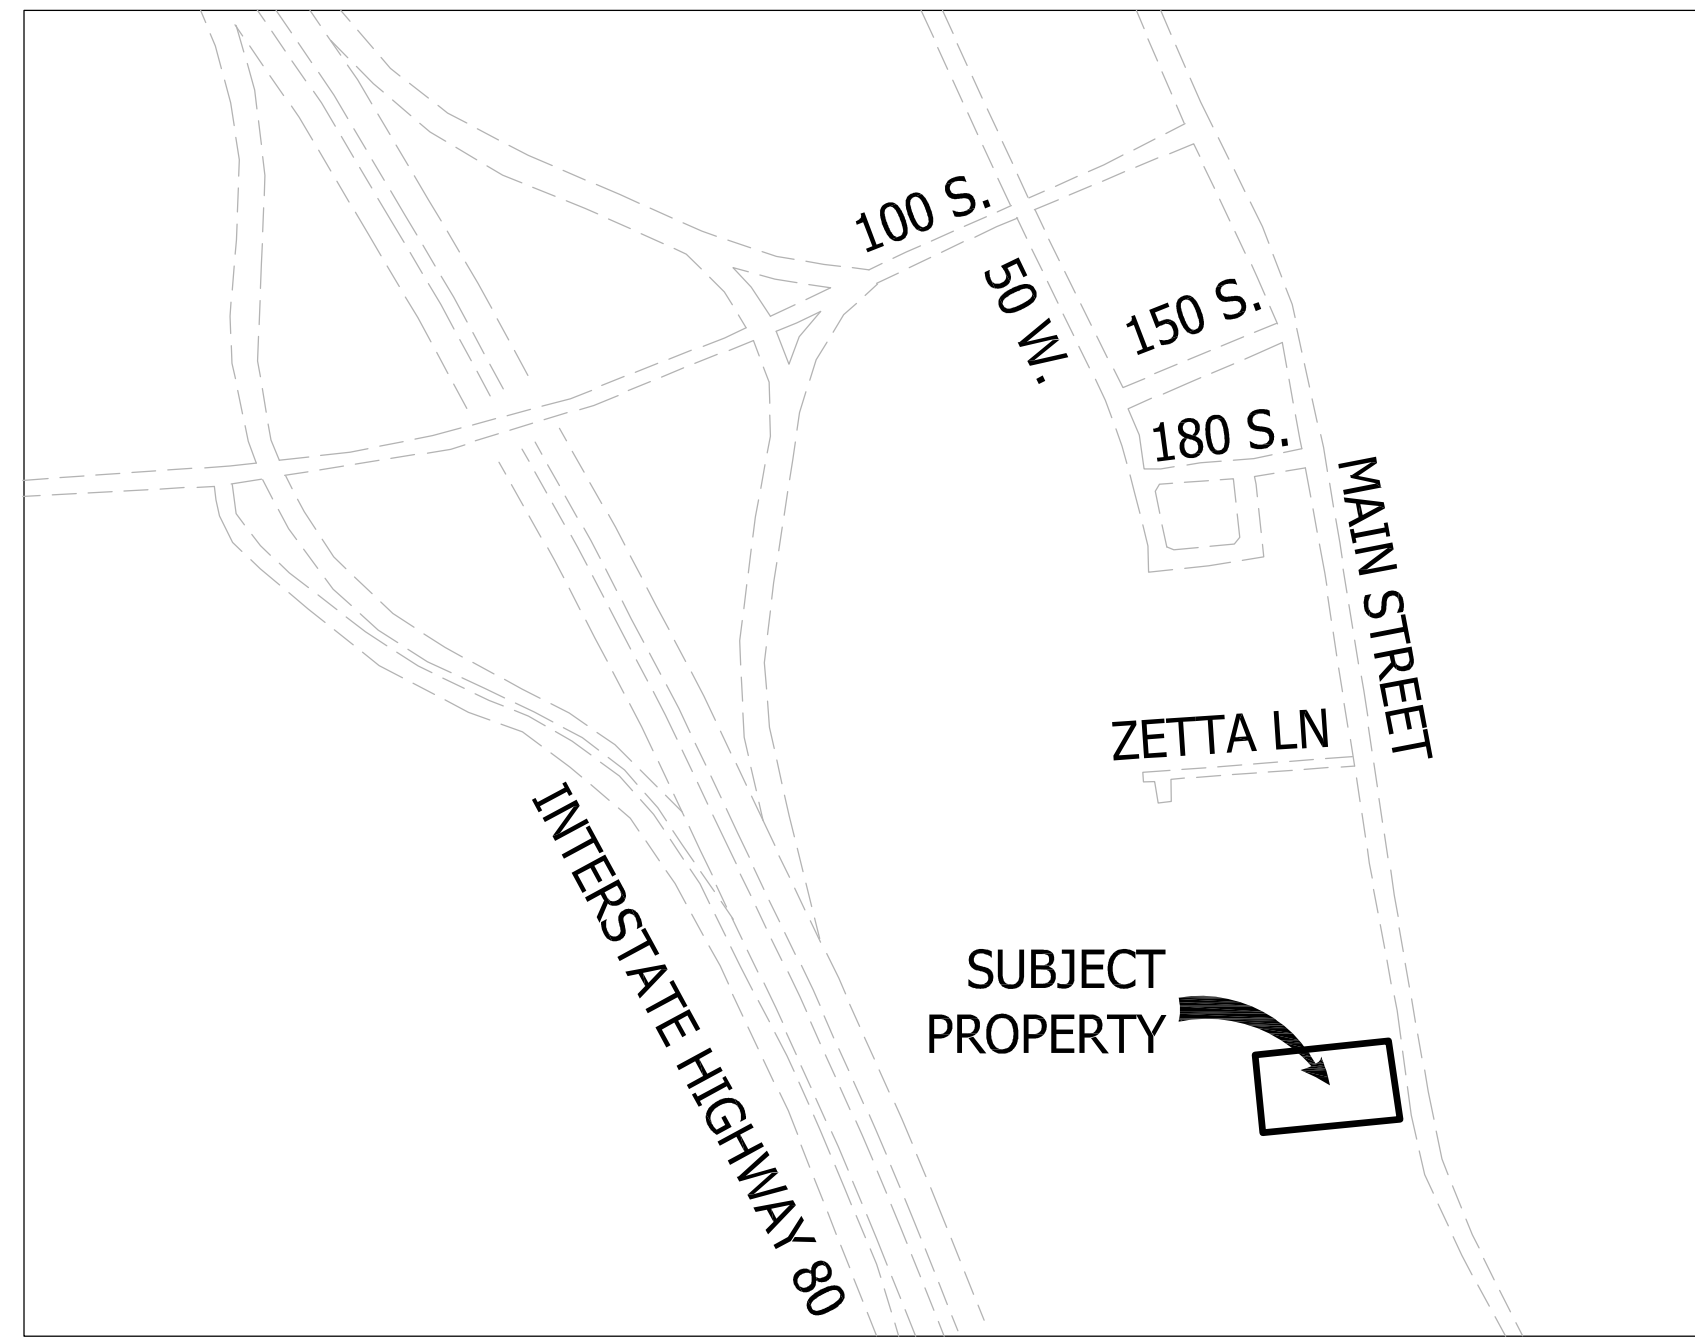 100 S.
50 W.
150 S.
180 S.
MAIN STREET
ZETTA LN
INTERSTATE HIGHWAY 80
SUBJECT
PROPERTY